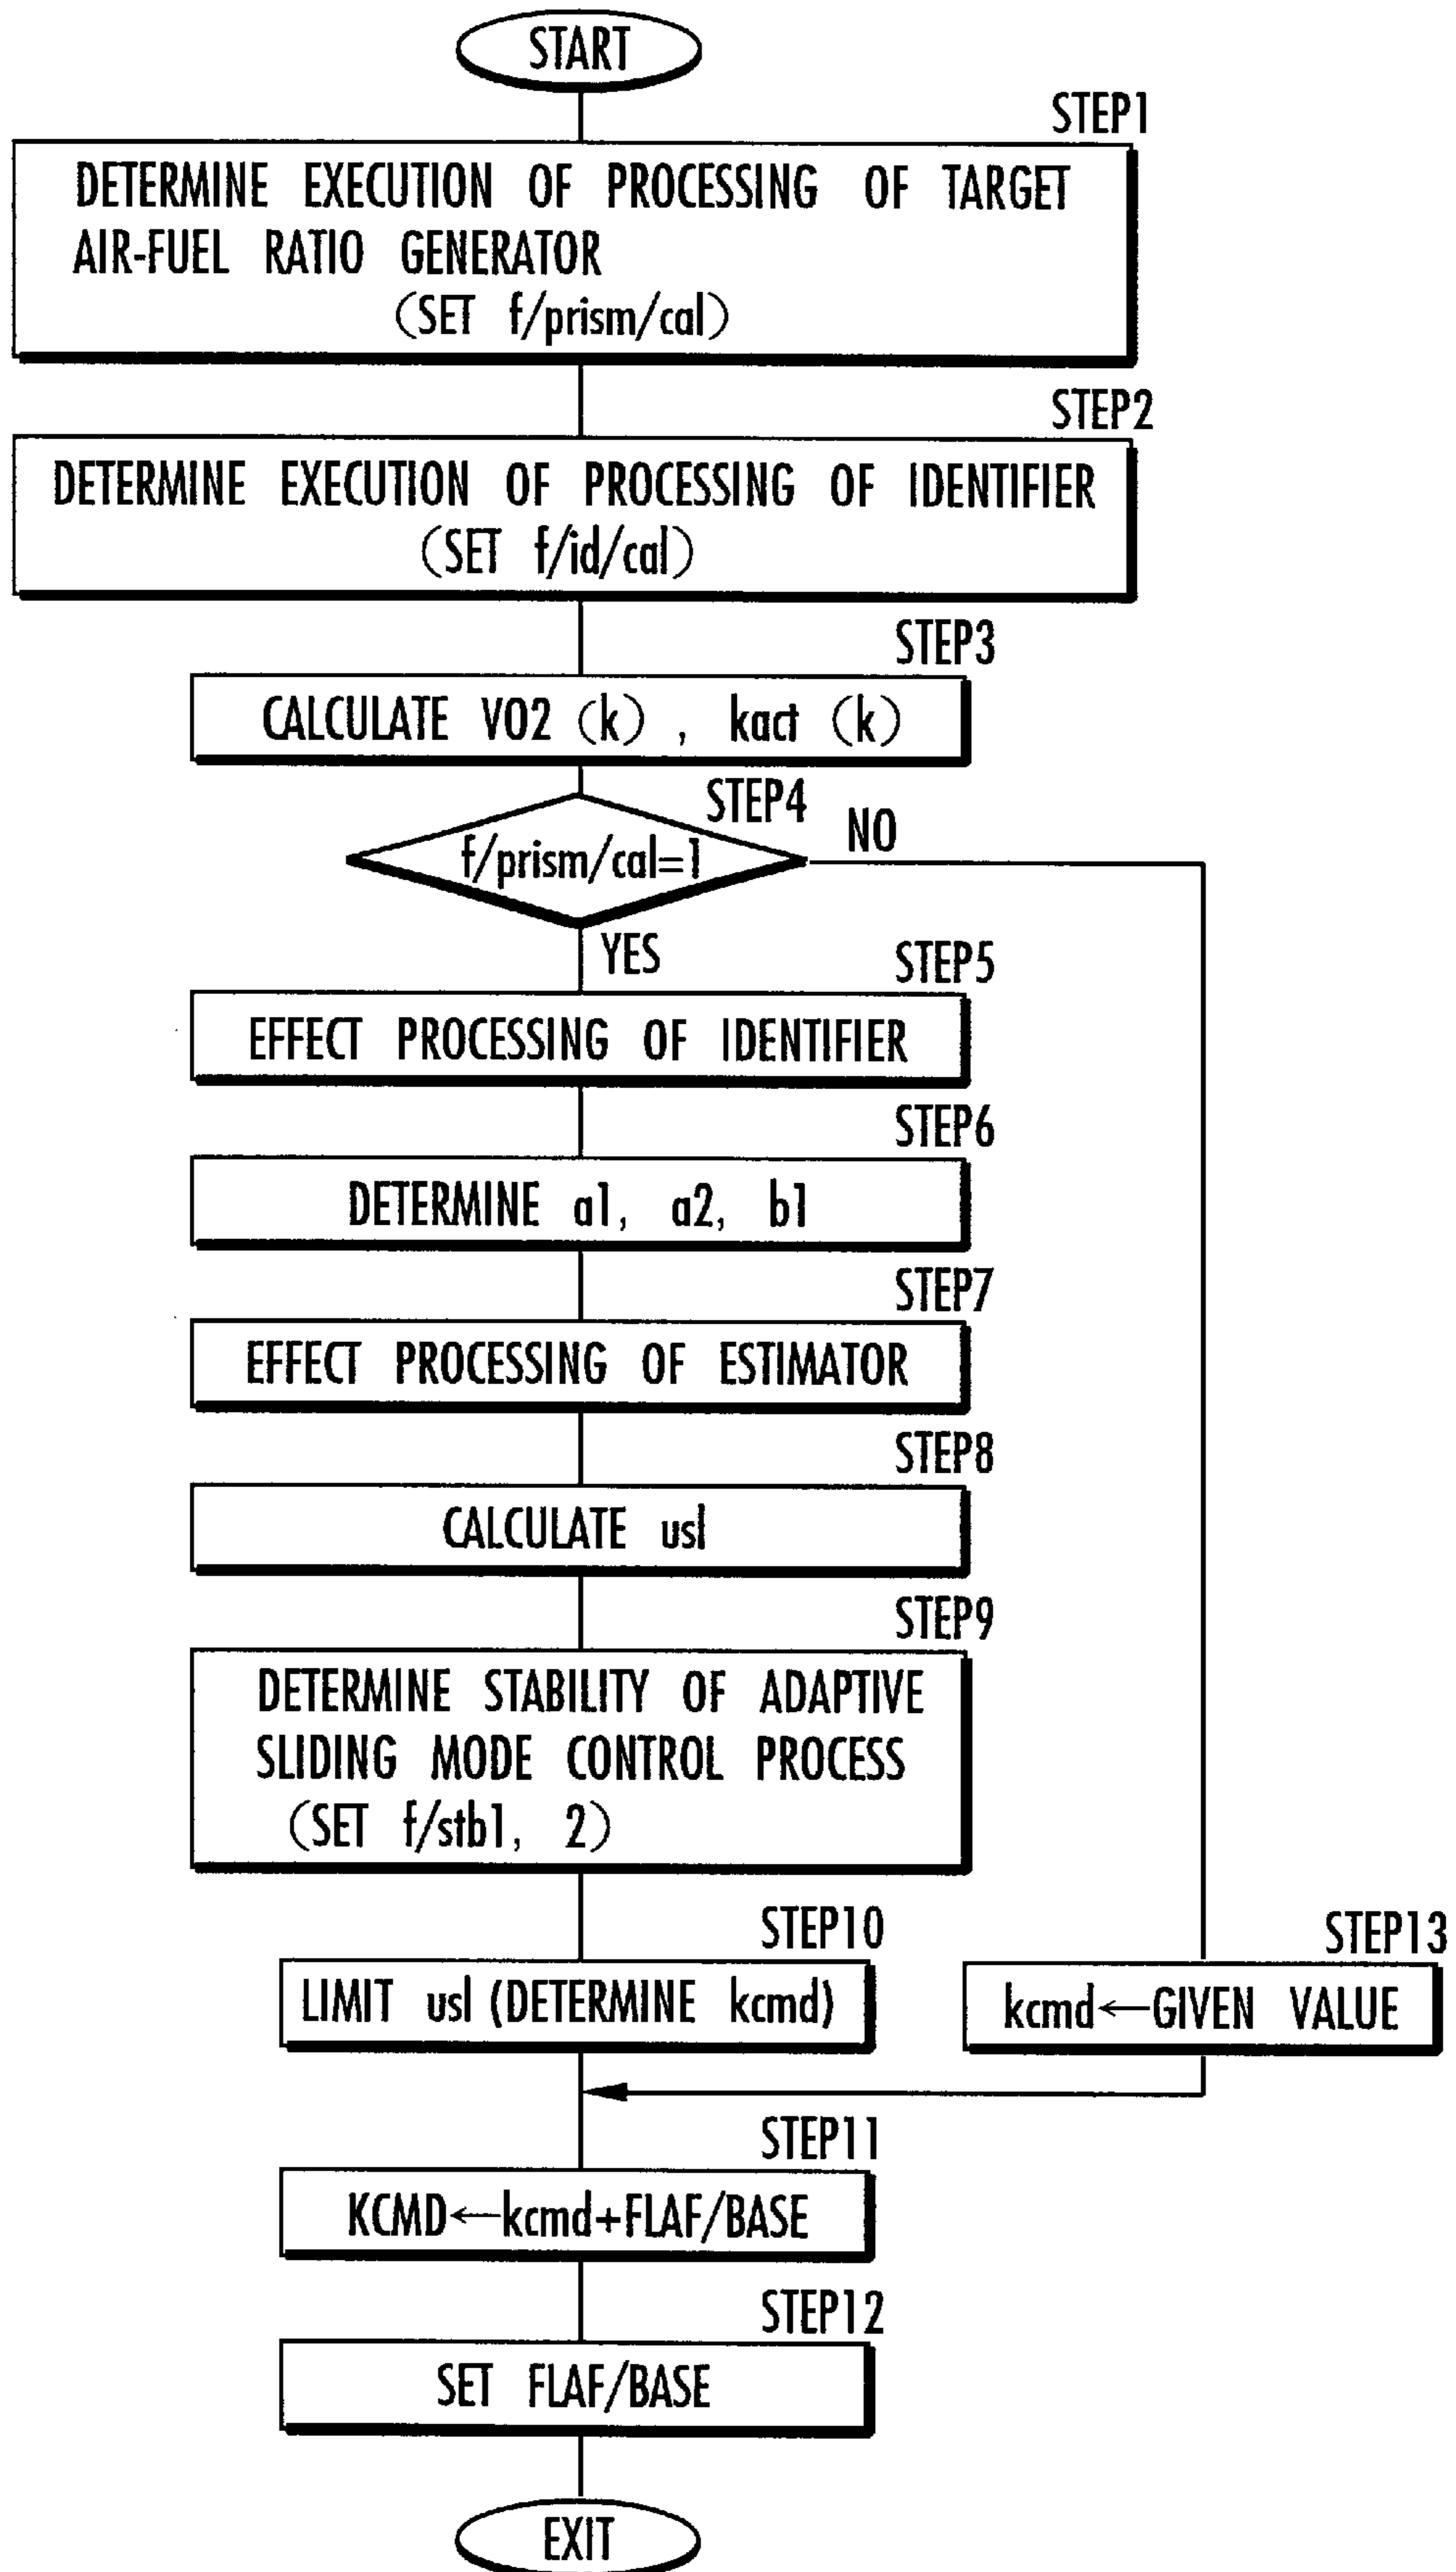 START
STEP1
DETERMINE EXECUTION OF PROCESSING OF TARGET
AIR-FUEL RATIO GENERATOR
(SET f/prism/cal)
STEP2
DETERMINE EXECUTION OF PROCESSING OF IDENTIFIER
(SET f/id/cal)
STEP3
CALCULATE VO2 (k) , kact (k)
STEP4
f/prism/cal=1
NO
YES
STEP5
EFFECT PROCESSING OF IDENTIFIER
STEP6
DETERMINE a1, a2, b1
STEP7
EFFECT PROCESSING OF ESTIMATOR
STEP8
CALCULATE usl
STEP9
DETERMINE STABILITY OF ADAPTIVE
SLIDING MODE CONTROL PROCESS
(SET f/stb1, 2)
STEP10
LIMIT usl (DETERMINE kcmd)
STEP13
kcmd←GIVEN VALUE
STEP11
KCMD←kcmd+FLAF/BASE
STEP12
SET FLAF/BASE
EXIT